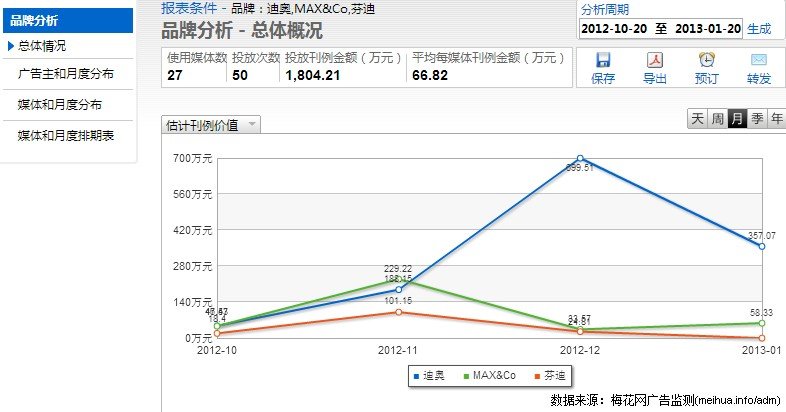 品牌分析
总体情况
广告主和月度分布
媒体和月度分布
媒体和月度排期表
报表条件 - 品牌：迪奥,MAX&Co,芬迪
品牌分析 - 总体概况
分析周期
2012-10-20 至 2013-01-20 生成
使用媒体数 投放次数 投放刊例金额（万元） 平均每媒体刊例金额（万元）
27 50 1,804.21 66.82
保存 导出 预订 转发
估计刊例价值
天 周 月 季 年
700万元
560万元
420万元
280万元
140万元
0万元
699.51
357.07
229.22
188.15
101.15
18.4
33.57
24.61
58.33
2012-10 2012-11 2012-12 2013-01
迪奥 MAX&Co 芬迪
数据来源：梅花网广告监测(meihua.info/adm)